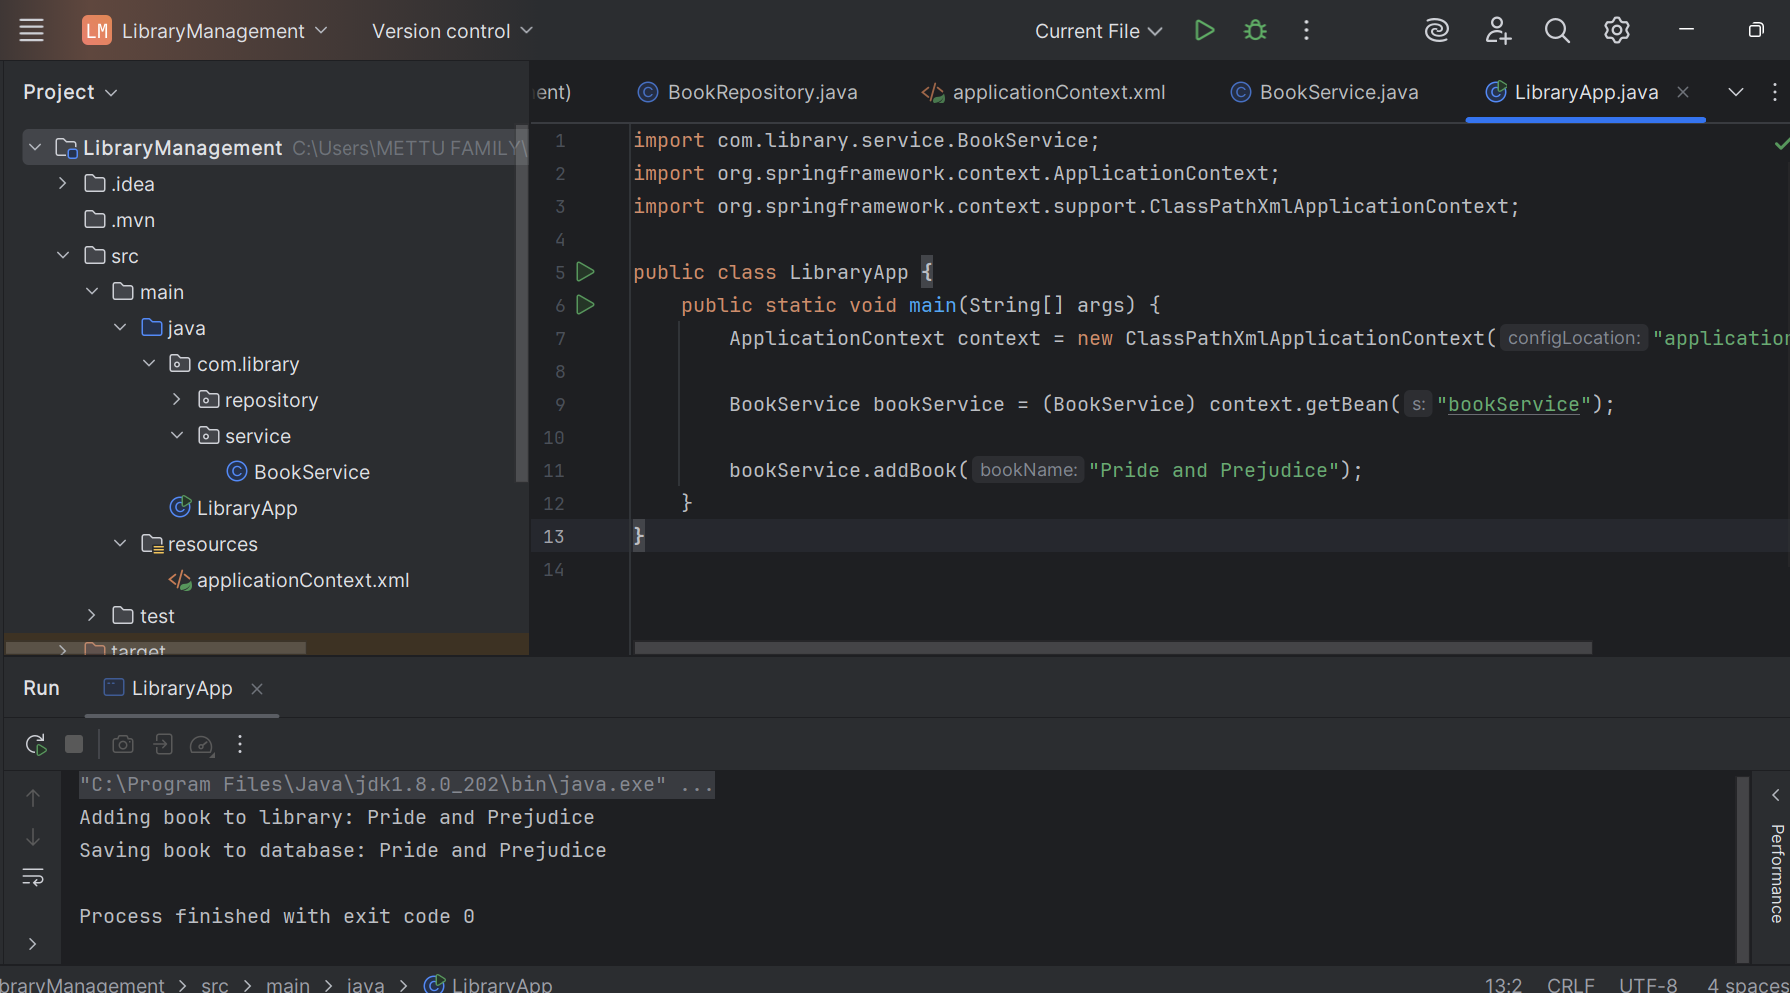 LM LibraryManagement Version control Current File
Project
ent) BookRepository.java applicationContext.xml BookService.java LibraryApp.java
LibraryManagement C:\Users\METTU FAMILY\
.idea
.mvn
src
main
java
com.library
repository
service
BookService
LibraryApp
resources
applicationContext.xml
test
target
1 import com.library.service.BookService;
2 import org.springframework.context.ApplicationContext;
3 import org.springframework.context.support.ClassPathXmlApplicationContext;
4
5 public class LibraryApp {
6 public static void main(String[] args) {
7 ApplicationContext context = new ClassPathXmlApplicationContext( configLocation: "application
8
9 BookService bookService = (BookService) context.getBean( s: "bookService");
10
11 bookService.addBook( bookName: "Pride and Prejudice");
12 }
13 }
14
Run LibraryApp
"C:\Program Files\Java\jdk1.8.0_202\bin\java.exe" ...
Adding book to library: Pride and Prejudice
Saving book to database: Pride and Prejudice
Process finished with exit code 0
Performance
braryManagement > src > main > java > LibraryApp 13:2 CRLF UTF-8 4 spaces